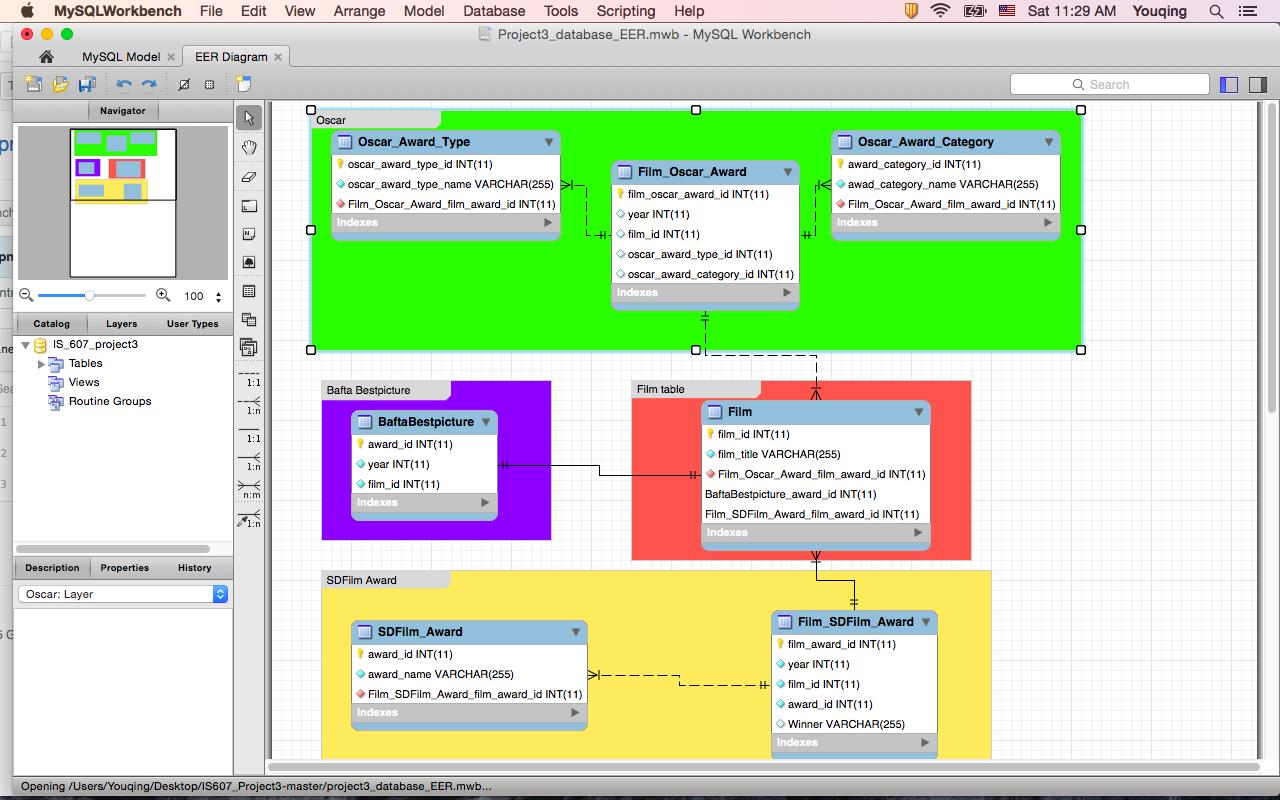 MySQLWorkbench File Edit View Arrange Model Database Tools Scripting Help Sat 11:29 AM Youqing
Project3_database_EER.mwb - MySQL Workbench
MySQL Model EER Diagram
Search
Navigator
100
Catalog Layers User Types
IS_607_project3
Tables
Views
Routine Groups
Description Properties History
Oscar: Layer
1:1
1:n
1:1
1:n
n:m
1:n
Oscar
Oscar_Award_Type
oscar_award_type_id INT(11)
oscar_award_type_name VARCHAR(255)
Film_Oscar_Award_film_award_id INT(11)
Indexes
Film_Oscar_Award
film_oscar_award_id INT(11)
year INT(11)
film_id INT(11)
oscar_award_type_id INT(11)
oscar_award_category_id INT(11)
Indexes
Oscar_Award_Category
award_category_id INT(11)
awad_category_name VARCHAR(255)
Film_Oscar_Award_film_award_id INT(11)
Indexes
Bafta Bestpicture
BaftaBestpicture
award_id INT(11)
year INT(11)
film_id INT(11)
Indexes
Film table
Film
film_id INT(11)
film_title VARCHAR(255)
Film_Oscar_Award_film_award_id INT(11)
BaftaBestpicture_award_id INT(11)
Film_SDFilm_Award_film_award_id INT(11)
Indexes
SDFilm Award
SDFilm_Award
award_id INT(11)
award_name VARCHAR(255)
Film_SDFilm_Award_film_award_id INT(11)
Indexes
Film_SDFilm_Award
film_award_id INT(11)
year INT(11)
film_id INT(11)
award_id INT(11)
Winner VARCHAR(255)
Indexes
Opening /Users/Youqing/Desktop/IS607_Project3-master/project3_database_EER.mwb...